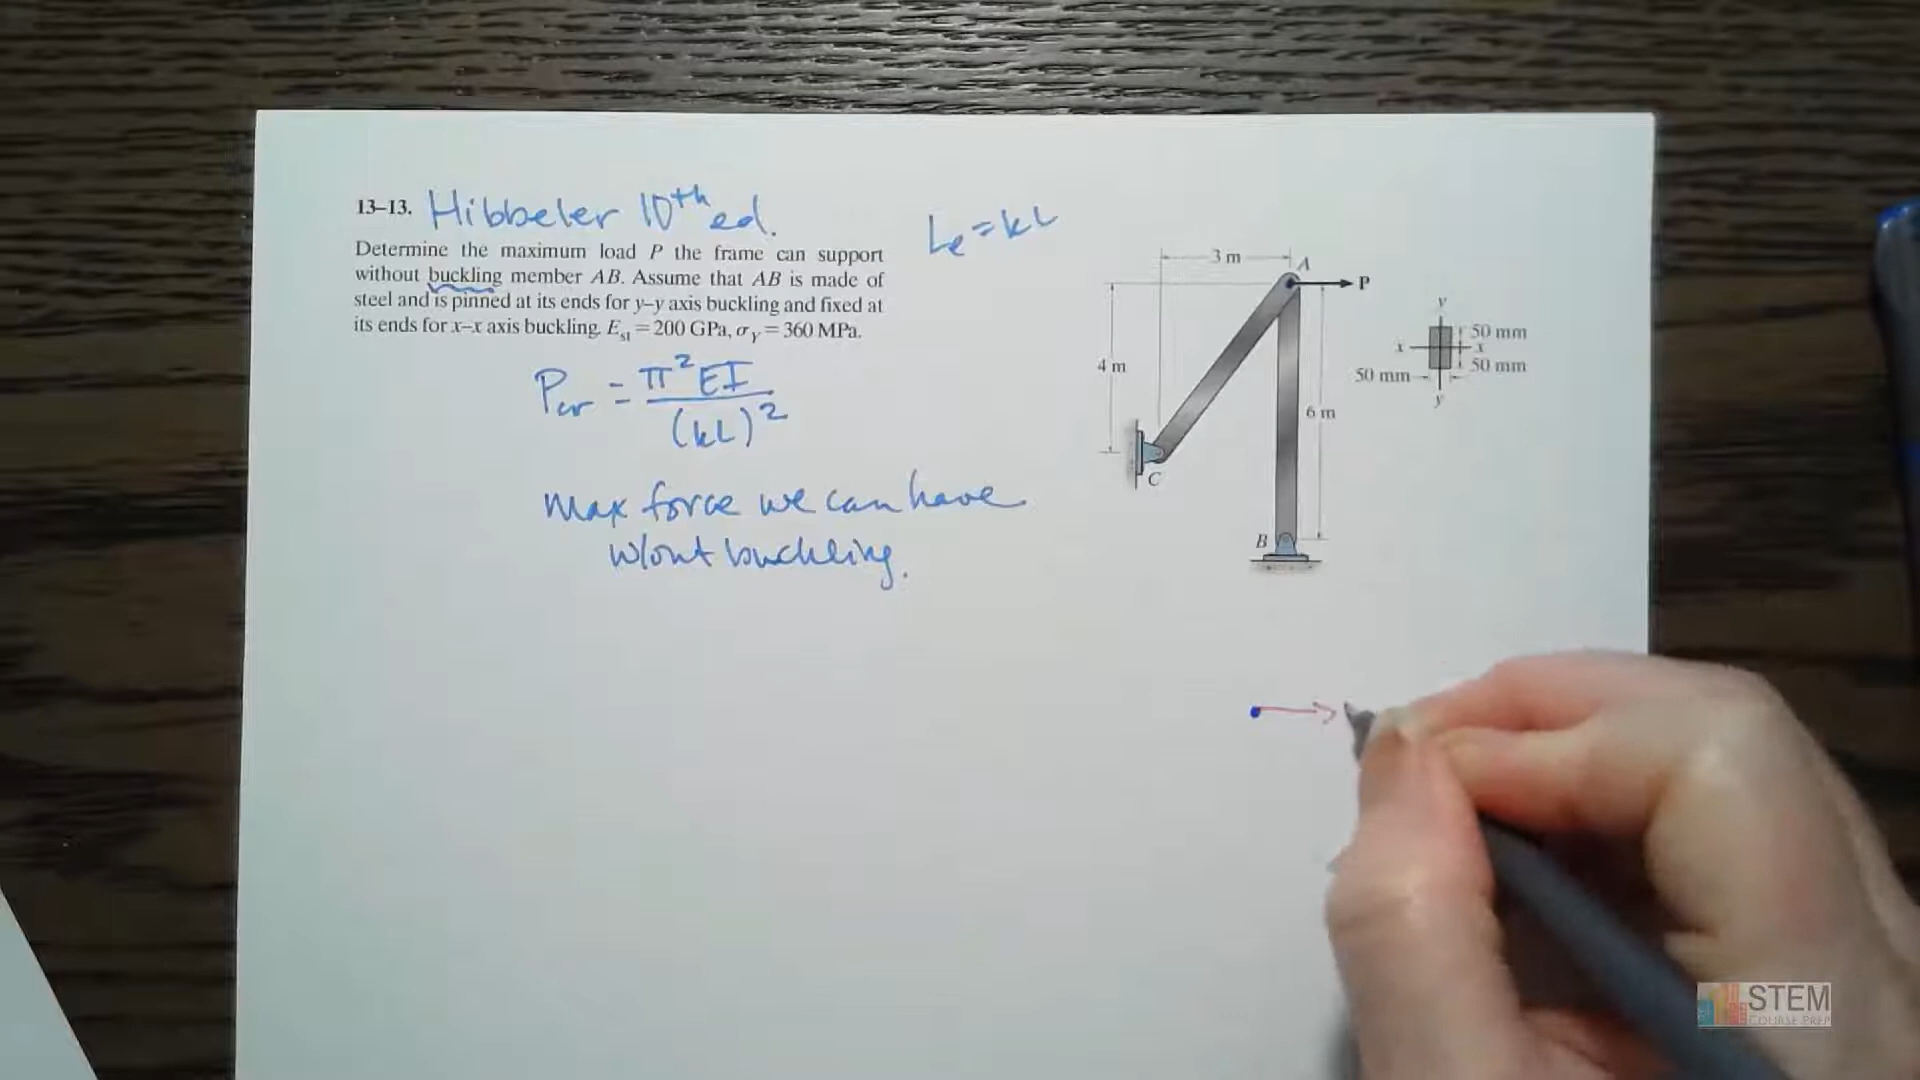 13–13. Hibbeler 10th ed.
Determine the maximum load P the frame can support
without buckling member AB. Assume that AB is made of
steel and is pinned at its ends for y–y axis buckling and fixed at
its ends for x–x axis buckling. Est = 200 GPa, σY = 360 MPa.
Le = kL
Pcr = π²EI
(kL)²
max force we can have
w/out buckling.
3 m
A
P
4 m
6 m
C
B
y
50 mm
x
x
50 mm
50 mm
y
STEM
COURSE PREP